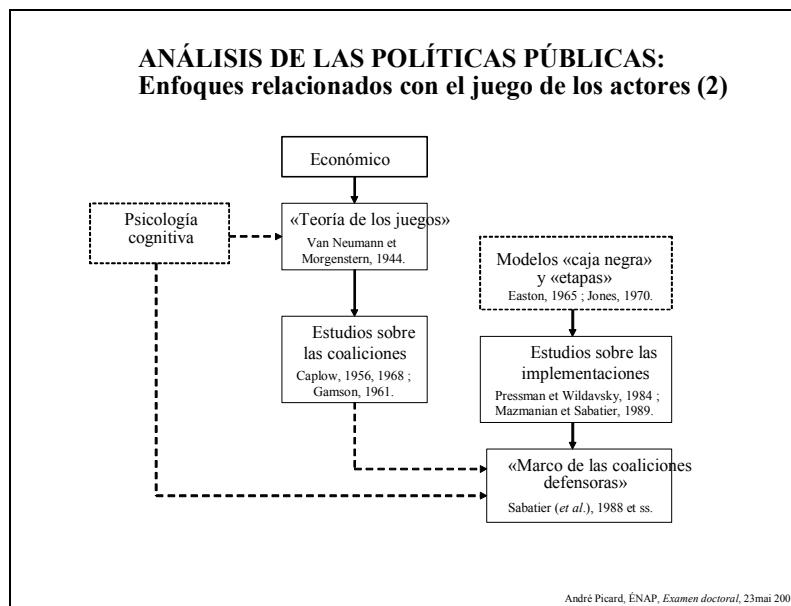 ANÁLISIS DE LAS POLÍTICAS PÚBLICAS:
Enfoques relacionados con el juego de los actores (2)
Económico
Psicología
cognitiva
«Teoría de los juegos»
Van Neumann et
Morgenstern, 1944.
Modelos «caja negra»
y «etapas»
Easton, 1965 ; Jones, 1970.
Estudios sobre
las coaliciones
Caplow, 1956, 1968 ;
Gamson, 1961.
Estudios sobre las
implementaciones
Pressman et Wildavsky, 1984 ;
Mazmanian et Sabatier, 1989.
«Marco de las coaliciones
defensoras»
Sabatier (et al.), 1988 et ss.
André Picard, ÉNAP, Examen doctoral, 23mai 200